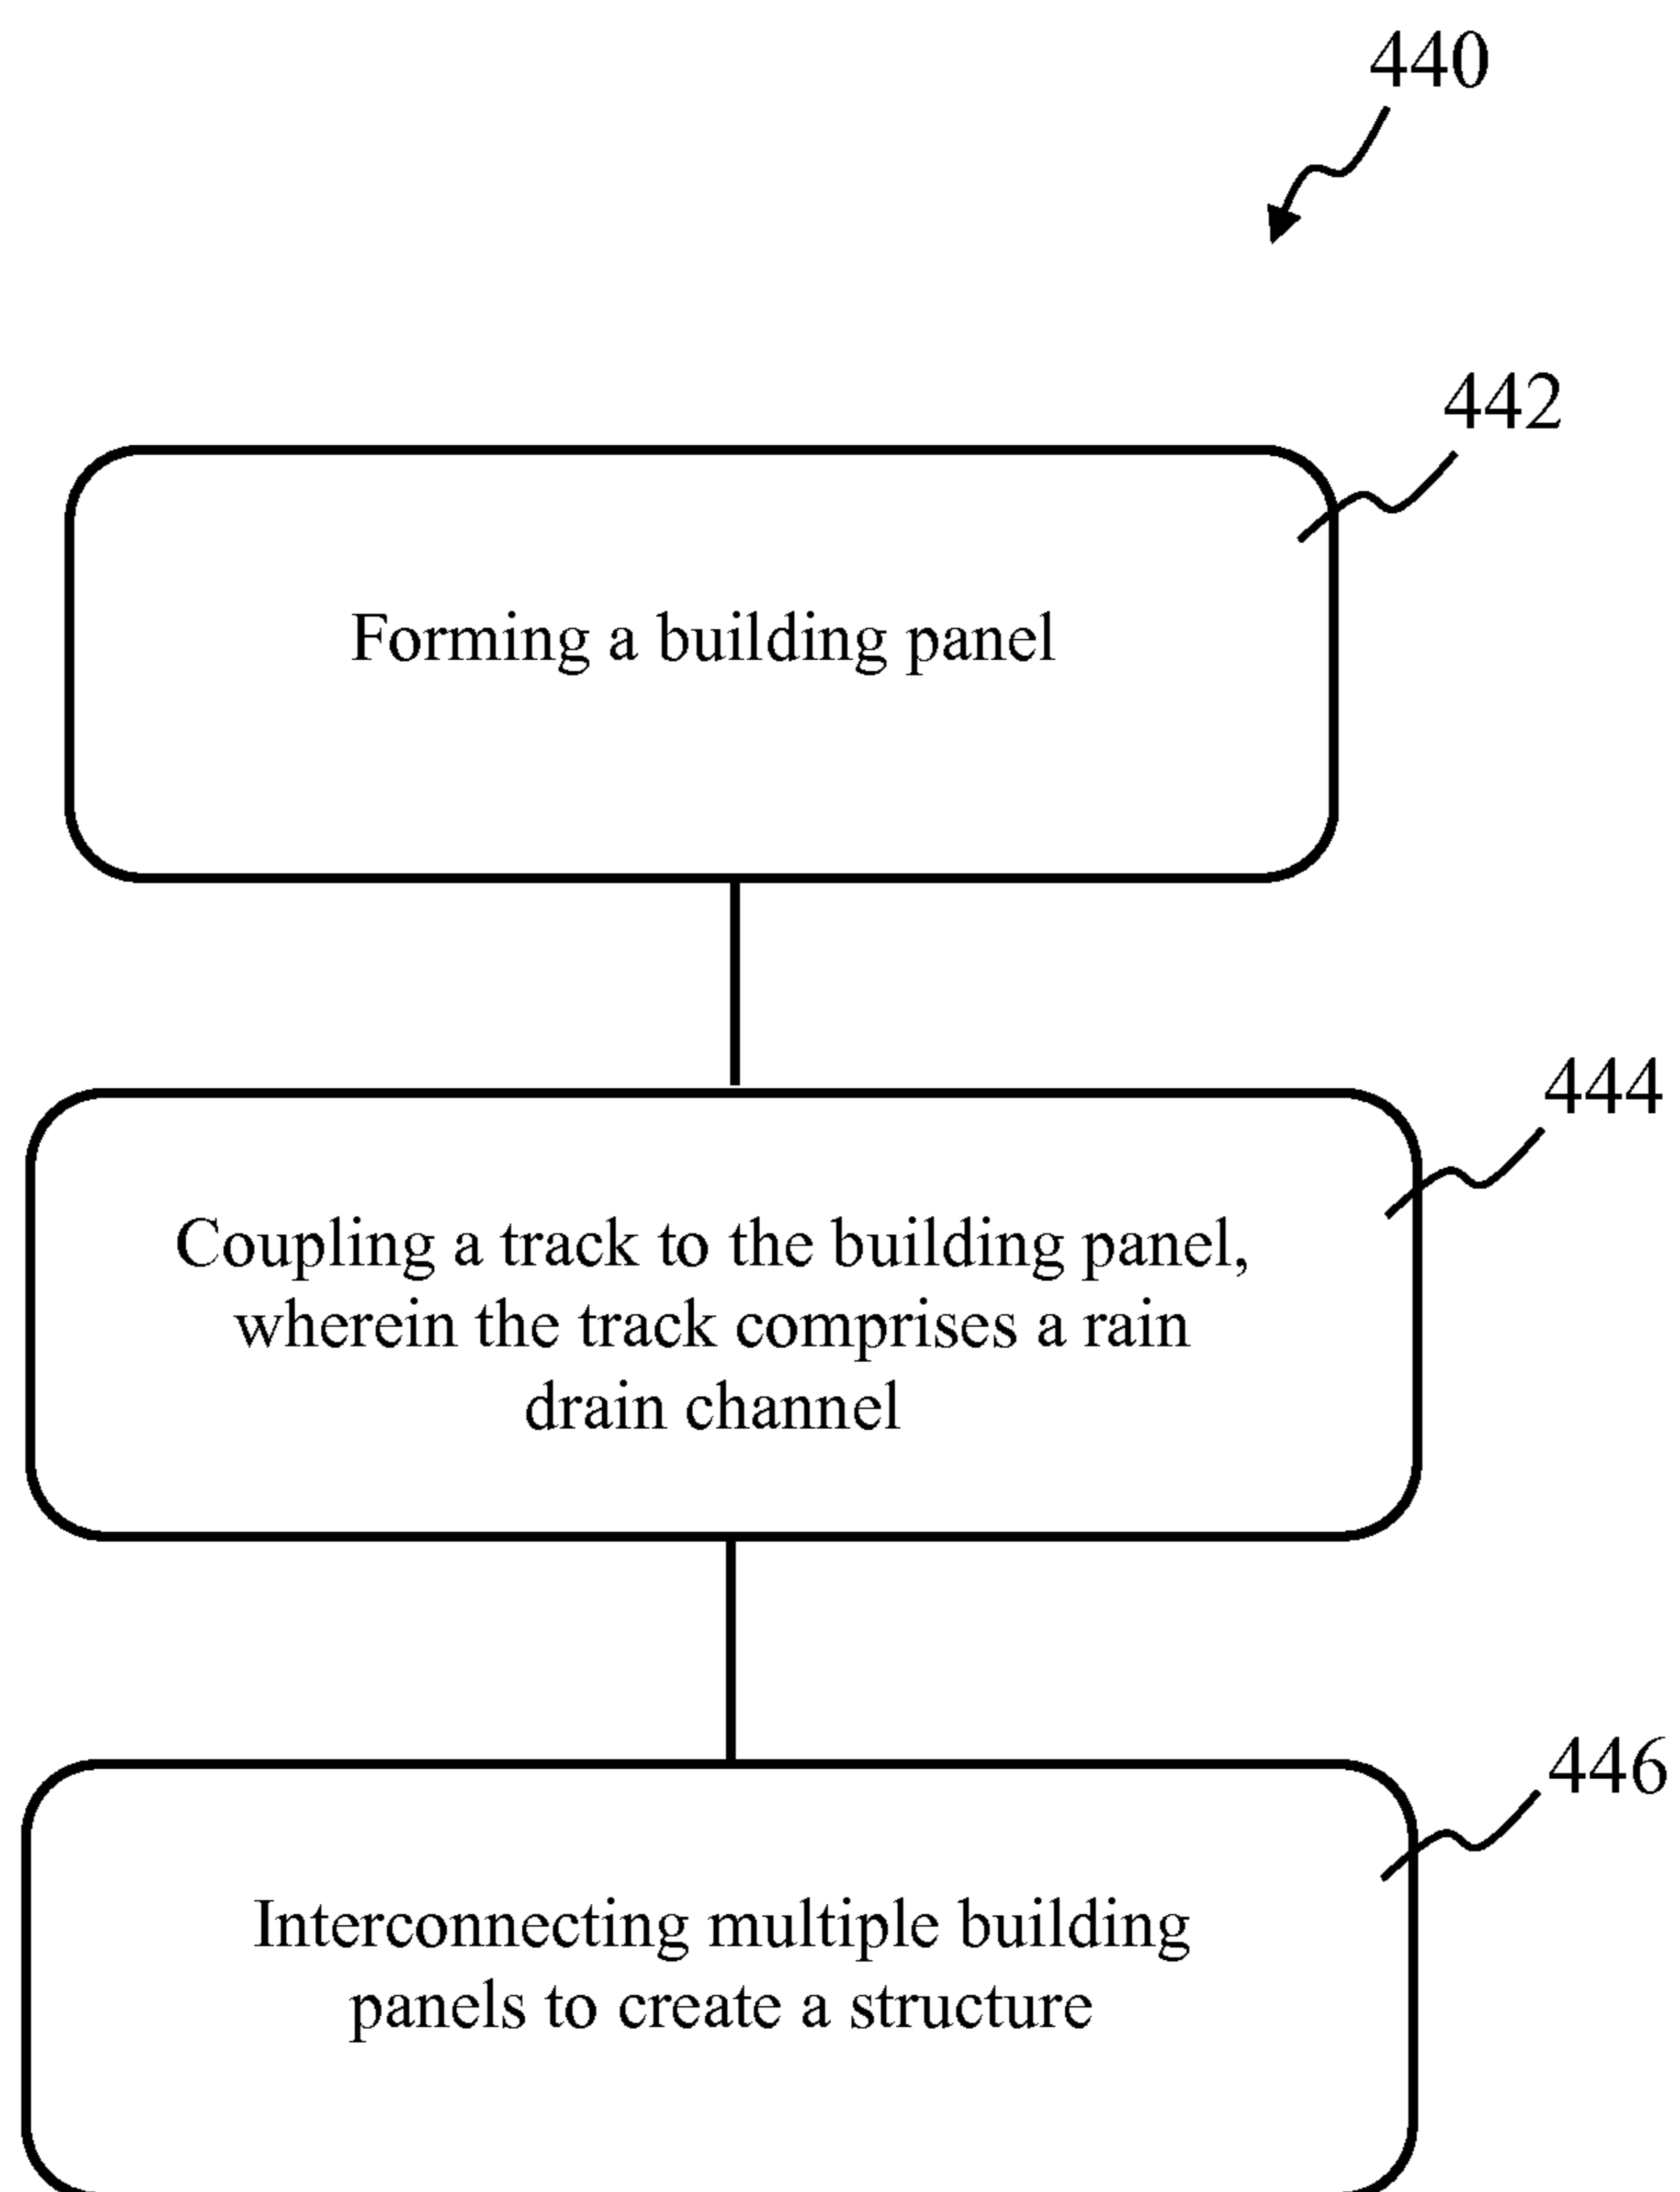 440
442
Forming a building panel
444
Coupling a track to the building panel,
wherein the track comprises a rain
drain channel
446
Interconnecting multiple building
panels to create a structure